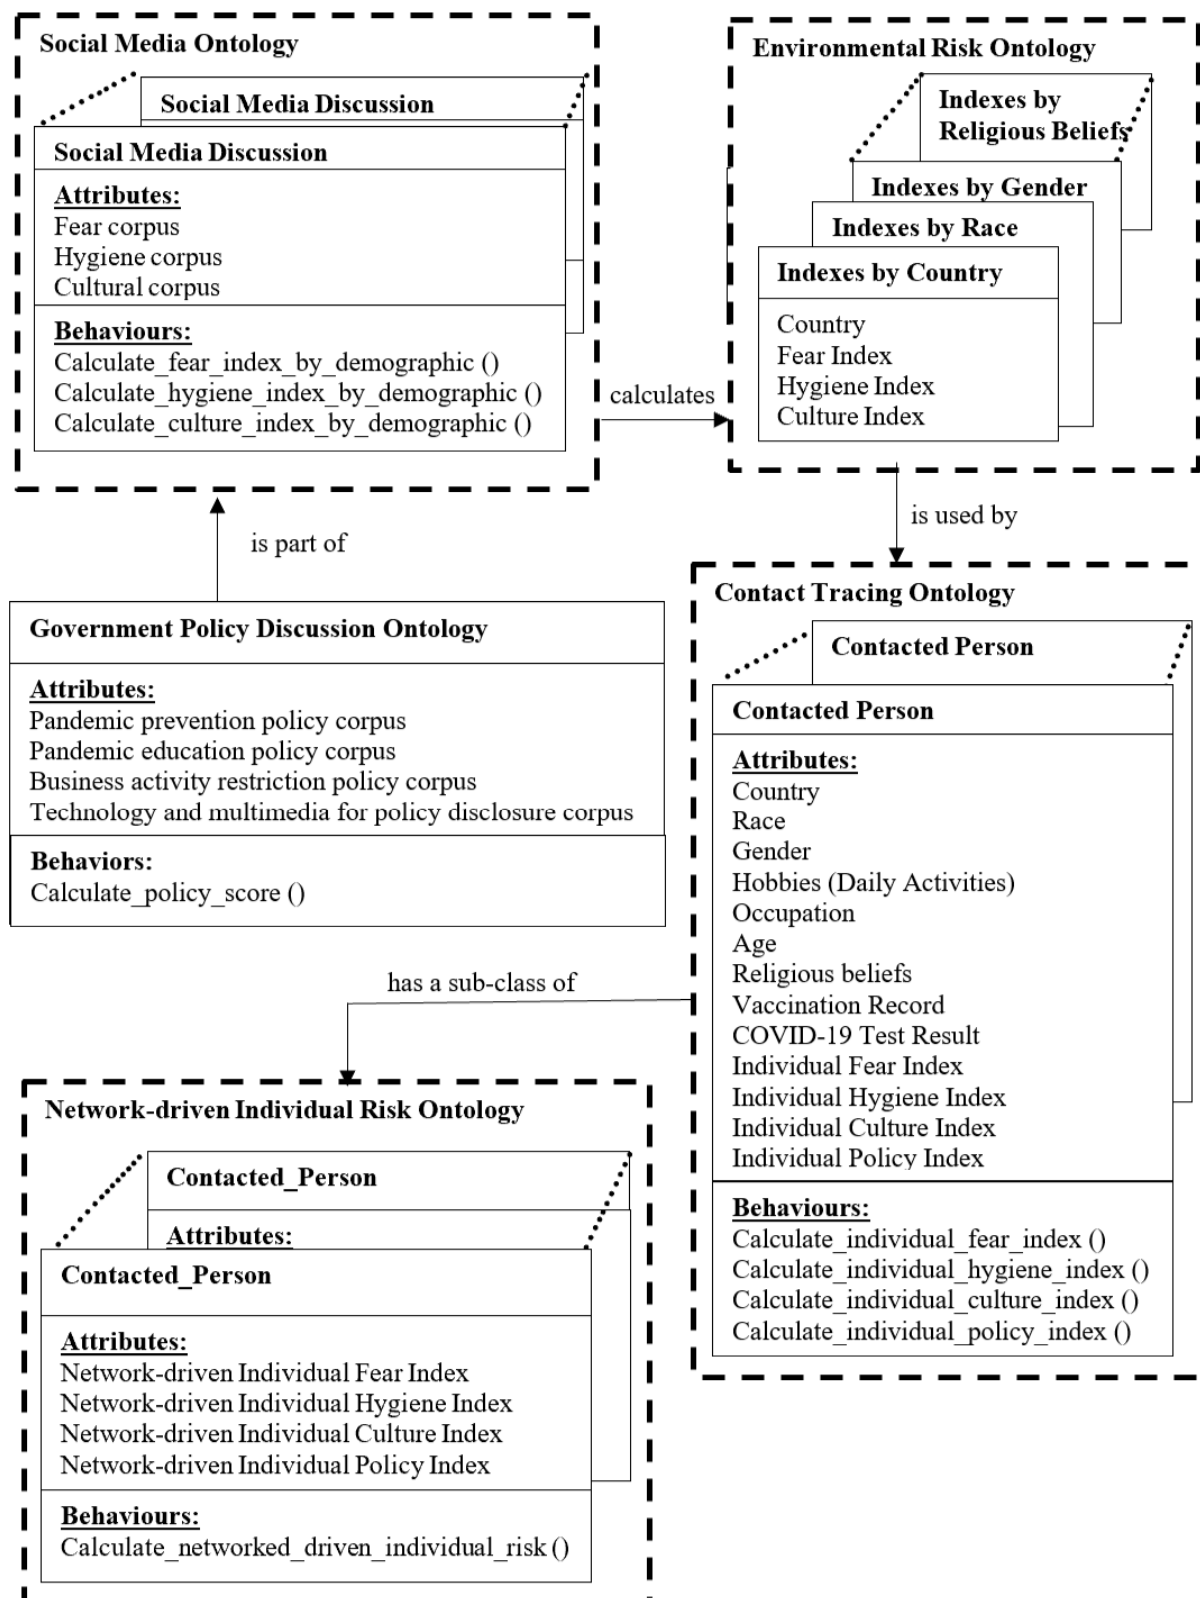 Social Media Ontology
Social Media Discussion
Social Media Discussion
Attributes:
Fear corpus
Hygiene corpus
Cultural corpus
Behaviours:
Calculate_fear_index_by_demographic ()
Calculate_hygiene_index_by_demographic ()
Calculate_culture_index_by_demographic ()
calculates
Environmental Risk Ontology
Indexes by
Religious Beliefs
Indexes by Gender
Indexes by Race
Indexes by Country
Country
Fear Index
Hygiene Index
Culture Index
is used by
is part of
Government Policy Discussion Ontology
Attributes:
Pandemic prevention policy corpus
Pandemic education policy corpus
Business activity restriction policy corpus
Technology and multimedia for policy disclosure corpus
Behaviors:
Calculate_policy_score ()
Contact Tracing Ontology
Contacted Person
Contacted Person
Attributes:
Country
Race
Gender
Hobbies (Daily Activities)
Occupation
Age
Religious beliefs
Vaccination Record
COVID-19 Test Result
Individual Fear Index
Individual Hygiene Index
Individual Culture Index
Individual Policy Index
Behaviours:
Calculate_individual_fear_index ()
Calculate_individual_hygiene_index ()
Calculate_individual_culture_index ()
Calculate_individual_policy_index ()
has a sub-class of
Network-driven Individual Risk Ontology
Contacted_Person
Attributes:
Contacted_Person
Attributes:
Network-driven Individual Fear Index
Network-driven Individual Hygiene Index
Network-driven Individual Culture Index
Network-driven Individual Policy Index
Behaviours:
Calculate_networked_driven_individual_risk ()